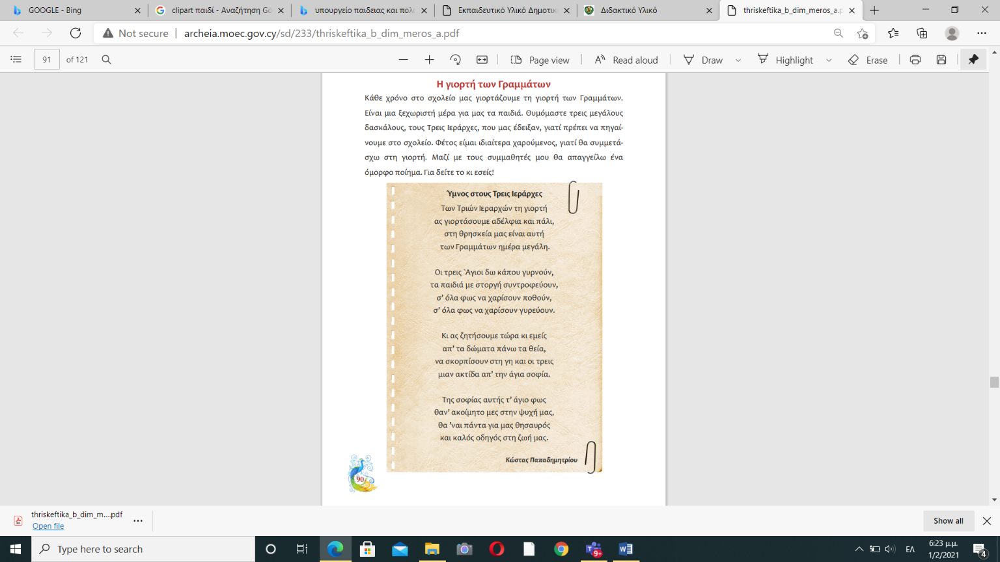 GOOGLE - Bing
clipart παιδί - Αναζήτηση Go
υπουργείο παιδειας και πολι
Εκπαιδευτικό Υλικό Δημοτικ
Διδακτικό Υλικό
thriskeftika_b_dim_meros_a.p
Not secure | archeia.moec.gov.cy/sd/233/thriskeftika_b_dim_meros_a.pdf
91 of 121
Page view
Read aloud
Draw
Highlight
Erase
Η γιορτή των Γραμμάτων
Κάθε χρόνο στο σχολείο μας γιορτάζουμε τη γιορτή των Γραμμάτων.
Είναι μια ξεχωριστή μέρα για μας τα παιδιά. Θυμόμαστε τρεις μεγάλους
δασκάλους, τους Τρεις Ιεράρχες, που μας έδειξαν, γιατί πρέπει να πηγαί-
νουμε στο σχολείο. Φέτος είμαι ιδιαίτερα χαρούμενος, γιατί θα συμμετά-
σχω στη γιορτή. Μαζί με τους συμμαθητές μου θα απαγγείλω ένα
όμορφο ποίημα. Για δείτε το κι εσείς!
Ύμνος στους Τρεις Ιεράρχες
Των Τριών Ιεραρχών τη γιορτή
ας γιορτάσουμε αδέλφια και πάλι,
στη θρησκεία μας είναι αυτή
των Γραμμάτων ημέρα μεγάλη.
Οι τρεις Ἅγιοι δω κάπου γυρνούν,
τα παιδιά με στοργή συντροφεύουν,
σ’ όλα φως να χαρίσουν ποθούν,
σ’ όλα φως να χαρίσουν γυρεύουν.
Κι ας ζητήσουμε τώρα κι εμείς
απ’ τα δώματα πάνω τα θεία,
να σκορπίσουν στη γη και οι τρεις
μιαν ακτίδα απ’ την άγια σοφία.
Της σοφίας αυτής τ’ άγιο φως
θαν’ ακοίμητο μες στην ψυχή μας,
θα ’ναι πάντα για μας θησαυρός
και καλός οδηγός στη ζωή μας.
Κώστας Παπαδημητρίου
90
thriskeftika_b_dim_m....pdf
Open file
Show all
Type here to search
9+
ΕΛ
6:23 μ.μ.
1/2/2021
4